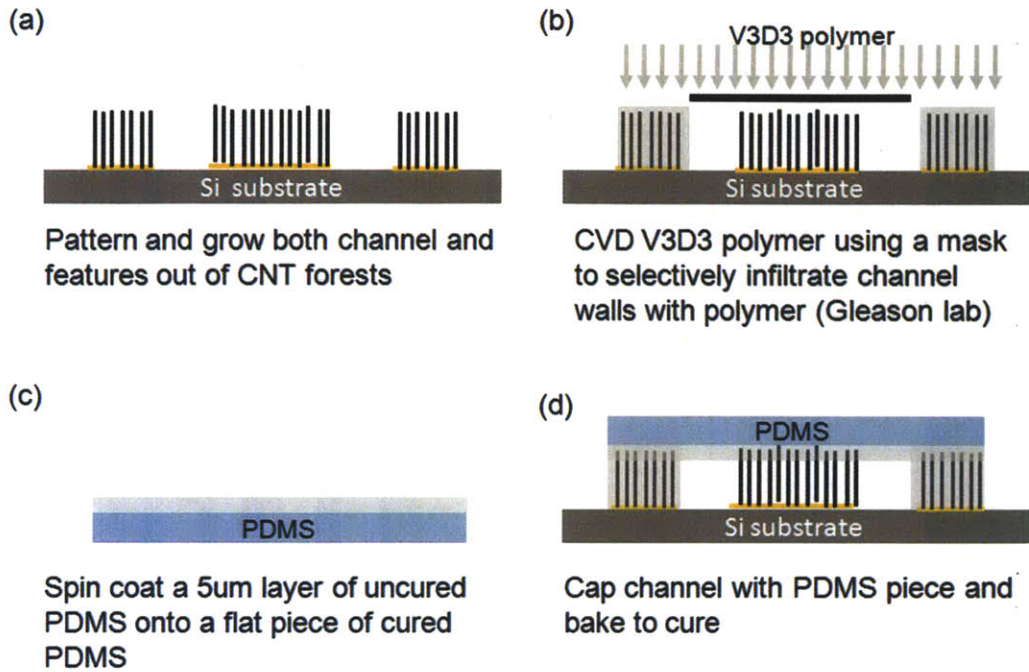 (a)
Si substrate
Pattern and grow both channel and
features out of CNT forests
(b)
V3D3 polymer
Si substrate
CVD V3D3 polymer using a mask
to selectively infiltrate channel
walls with polymer (Gleason lab)
(c)
PDMS
Spin coat a 5um layer of uncured
PDMS onto a flat piece of cured
PDMS
(d)
PDMS
Si substrate
Cap channel with PDMS piece and
bake to cure